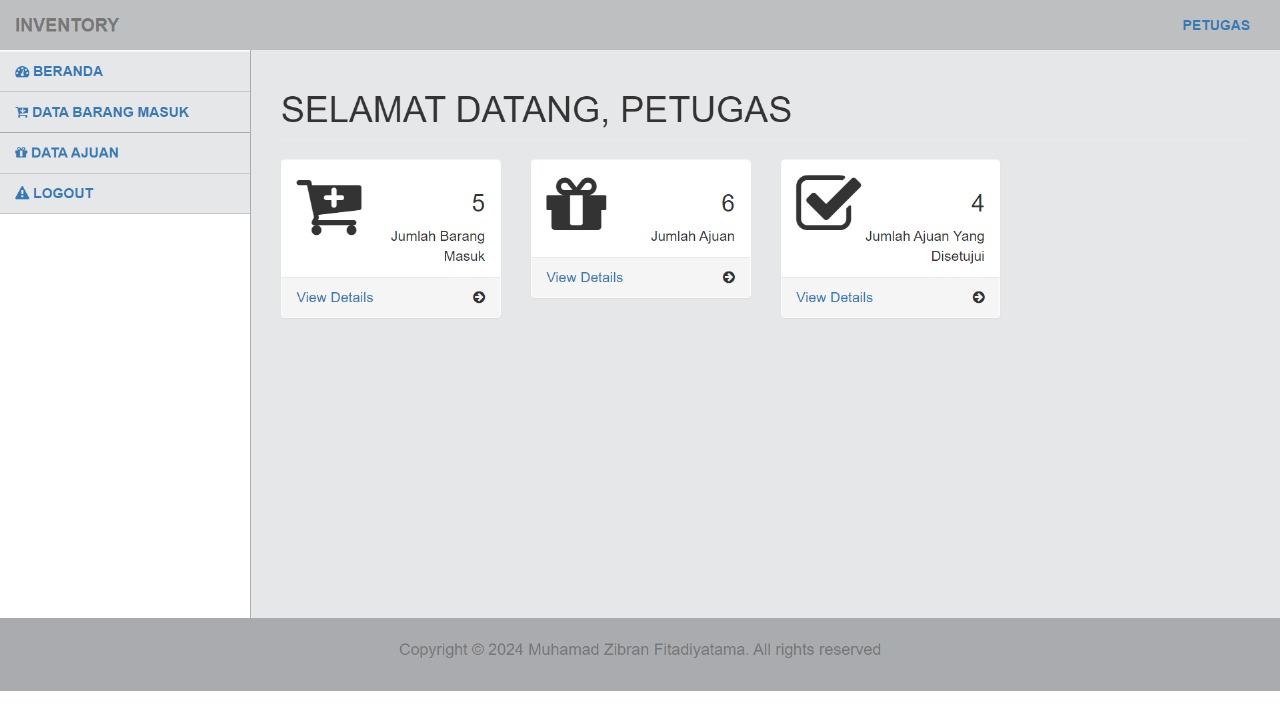 INVENTORY
PETUGAS
BERANDA
DATA BARANG MASUK
DATA AJUAN
LOGOUT
SELAMAT DATANG, PETUGAS
5
Jumlah Barang
Masuk
View Details
6
Jumlah Ajuan
View Details
4
Jumlah Ajuan Yang
Disetujui
View Details
Copyright © 2024 Muhamad Zibran Fitadiyatama. All rights reserved